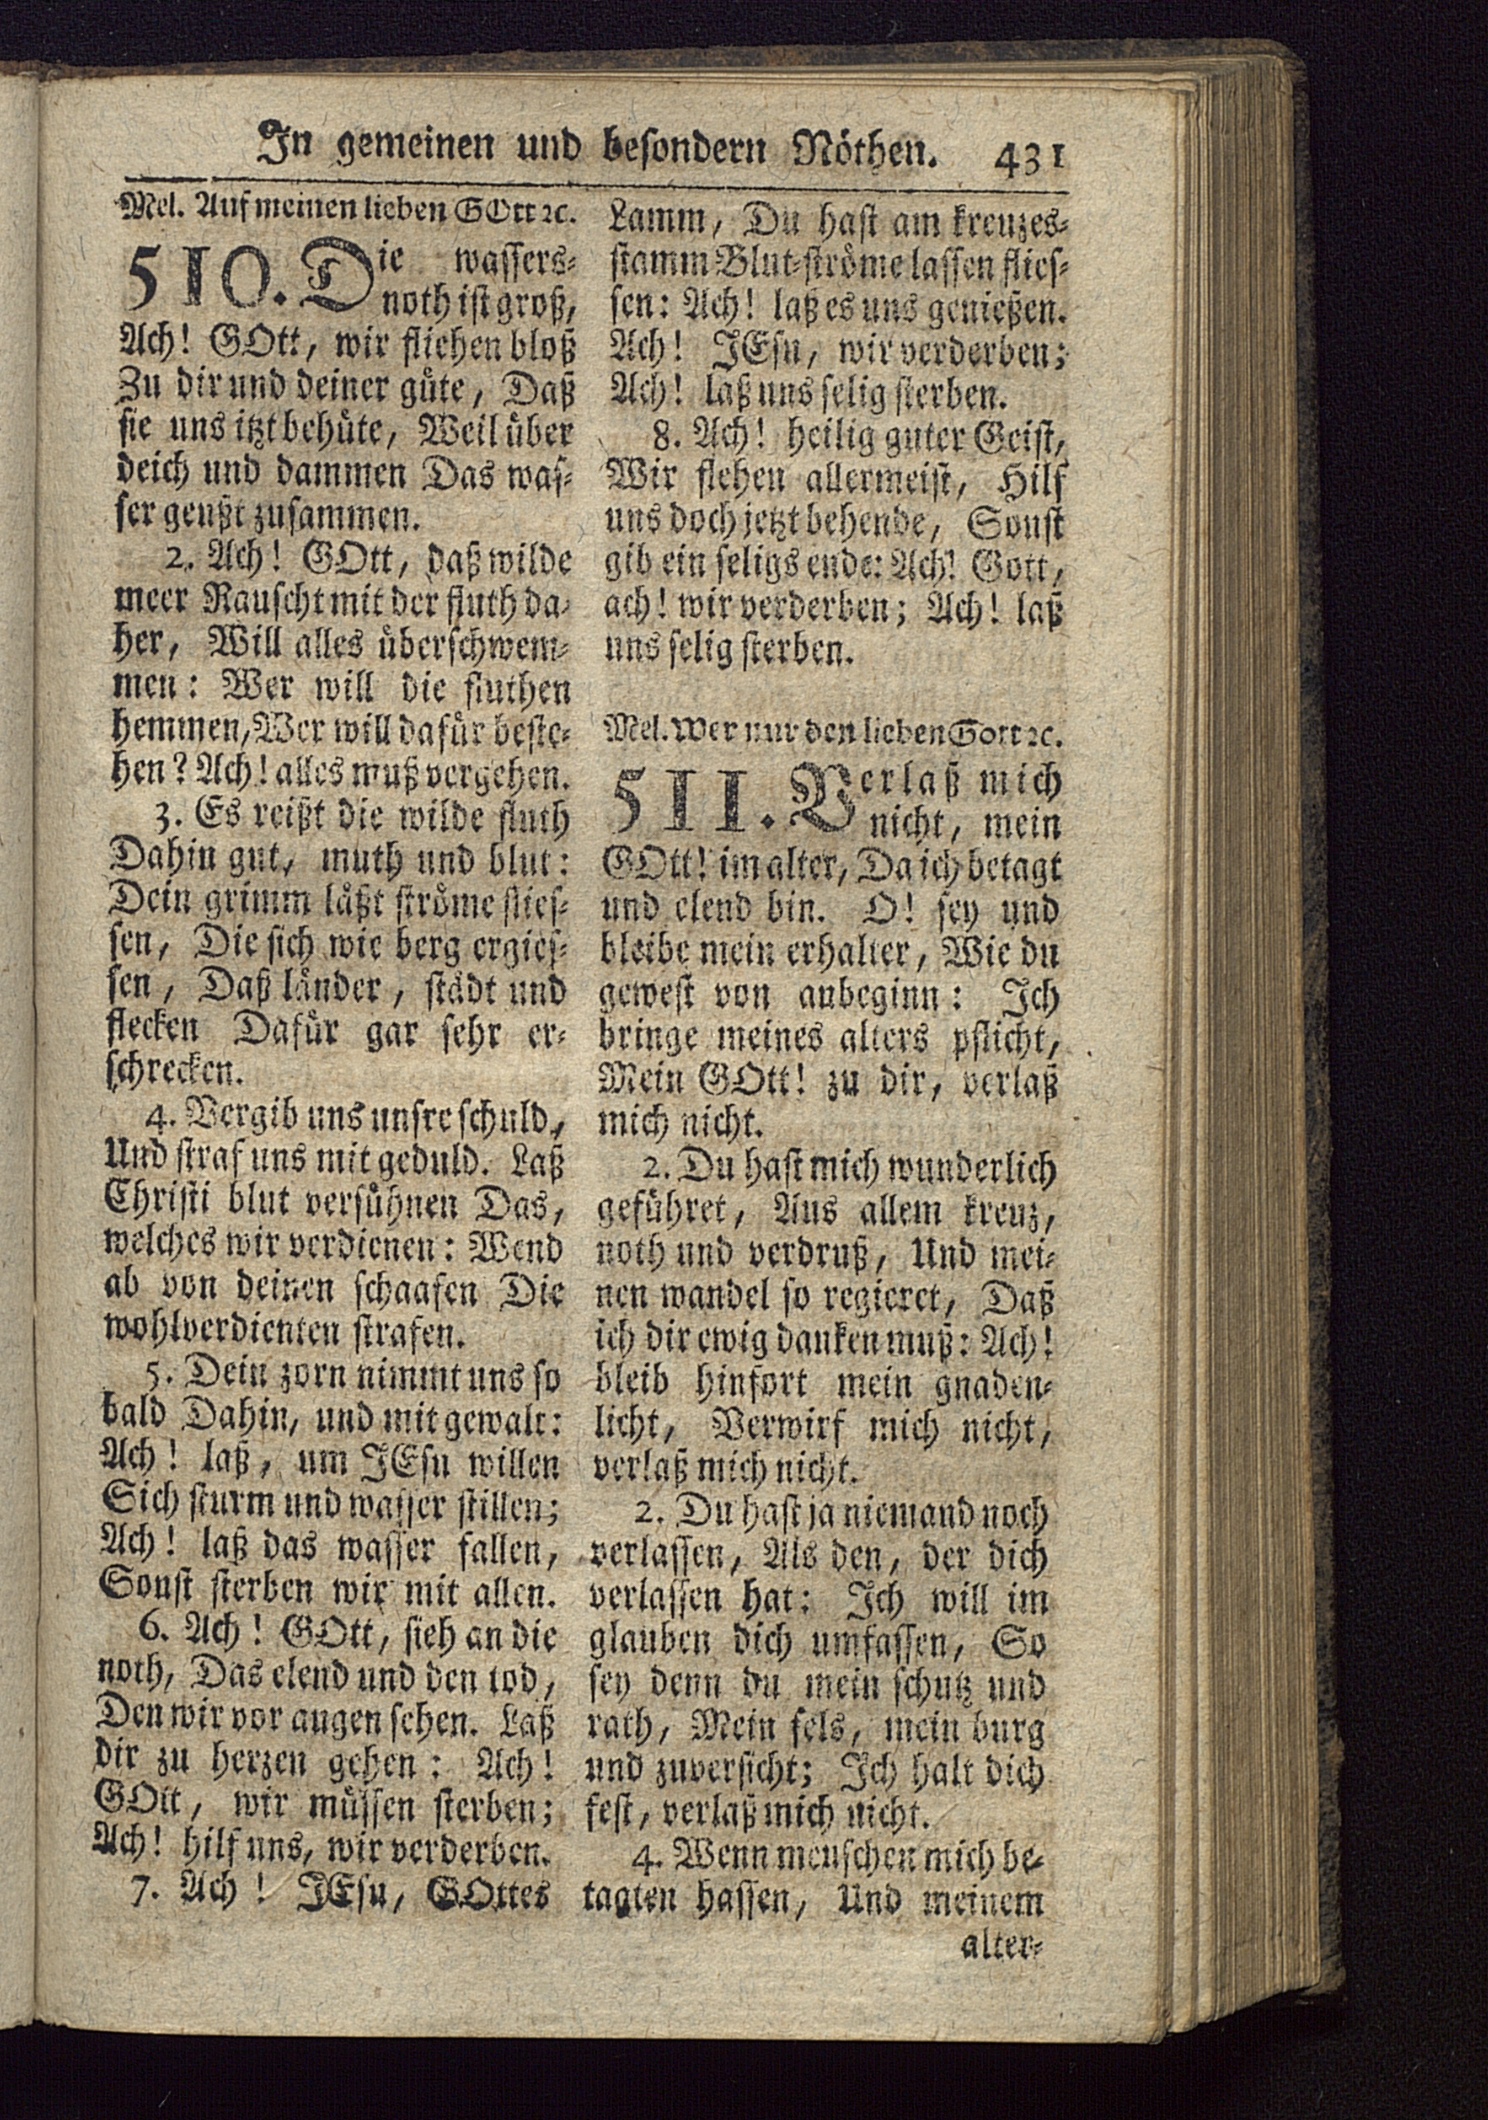 In gemeinen und besondern Nöthen. 431
Mel. Auf meinen lieben GOtt ꝛc.
510. Die wassers-
noth ist groß,
Ach! GOtt, wir fliehen bloß
Zu dir und deiner güte, Daß
sie uns itzt behüte, Weil über
deich und dammen Das was-
ser geußt zusammen.
2. Ach! GOtt, daß wilde
meer Rauscht mit der fluth da-
her, Will alles überschwem-
men: Wer will die fluthen
hemmen, Wer will dafür beste-
hen? Ach! alles muß vergehen.
3. Es reißt die wilde fluth
Dahin gut, muth und blut:
Dein grimm läßt ströme flies-
sen, Die sich wie berg ergies-
sen, Daß länder, städt und
flecken Dafür gar sehr er-
schrecken.
4. Vergib uns unsre schuld,
Und straf uns mit geduld. Laß
Christi blut versühnen Das,
welches wir verdienen: Wend
ab von deinen schaafen Die
wohlverdienten strafen.
5. Dein zorn nimmt uns so
bald Dahin, und mit gewalt:
Ach! laß, um JEsu willen
Sich sturm und wasser stillen;
Ach! laß das wasser fallen,
Sonst sterben wir mit allen.
6. Ach! GOtt, sieh an die
noth, Das elend und den tod,
Den wir vor augen sehen. Laß
dir zu herzen gehen: Ach!
GOtt, wir müssen sterben;
Ach! hilf uns, wir verderben.
7. Ach! JEsu, GOttes
Lamm, Du hast am kreuzes-
stamm Blut-ströme lassen flies-
sen: Ach! laß es uns genießen.
Ach! JEsu, wir verderben;
Ach! laß uns selig sterben.
8. Ach! heilig guter Geist,
Wir flehen allermeist, Hilf
uns doch jetzt behende, Sonst
gib ein seligs ende: Ach! Gott,
ach! wir verderben; Ach! laß
uns selig sterben.
Mel. Wer nur den lieben Gott ꝛc.
511. Verlaß mich
nicht, mein
GOtt! im alter, Da ich betagt
und elend bin. O! sey und
bleibe mein erhalter, Wie du
gewest von anbeginn: Ich
bringe meines alters pflicht,
Mein GOtt! zu dir, verlaß
mich nicht.
2. Du hast mich wunderlich
geführet, Aus allem kreuz,
noth und verdruß, Und mei-
nen wandel so regieret, Daß
ich dir ewig danken muß: Ach!
bleib hinfort mein gnaden-
licht, Verwirf mich nicht,
verlaß mich nicht.
2. Du hast ja niemand noch
verlassen, Als den, der dich
verlassen hat: Ich will im
glauben dich umfassen, So
sey denn du mein schutz und
rath, Mein fels, mein burg
und zuversicht; Ich halt dich
fest, verlaß mich nicht.
4. Wenn menschen mich be-
tagten hassen, Und meinem
alter-